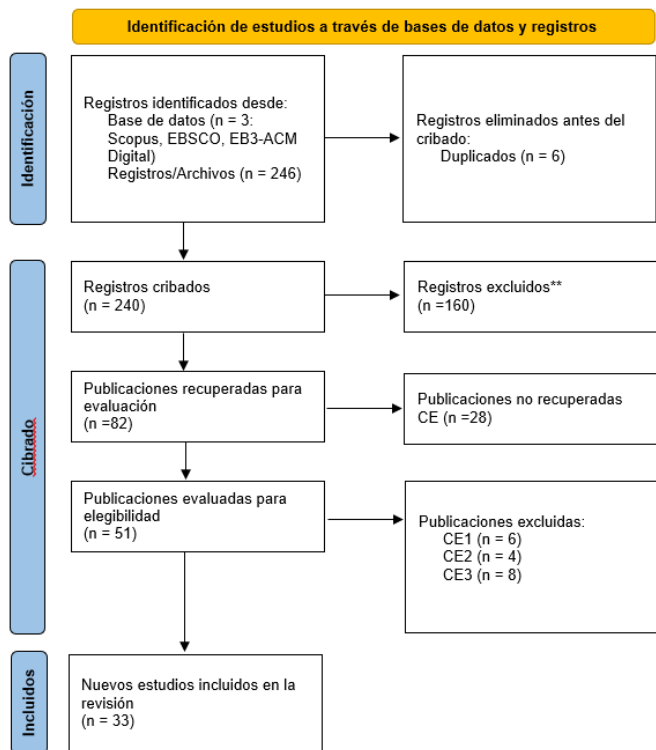 Identificación de estudios a través de bases de datos y registros
Identificación
Registros identificados desde:
Base de datos (n = 3:
Scopus, EBSCO, EB3-ACM
Digital)
Registros/Archivos (n = 246)
Registros eliminados antes del
cribado:
Duplicados (n = 6)
Cibrado
Registros cribados
(n = 240)
Registros excluidos**
(n =160)
Publicaciones recuperadas para
evaluación
(n =82)
Publicaciones no recuperadas
CE (n =28)
Publicaciones evaluadas para
elegibilidad
(n = 51)
Publicaciones excluidas:
CE1 (n = 6)
CE2 (n = 4)
CE3 (n = 8)
Incluidos
Nuevos estudios incluidos en la
revisión
(n = 33)